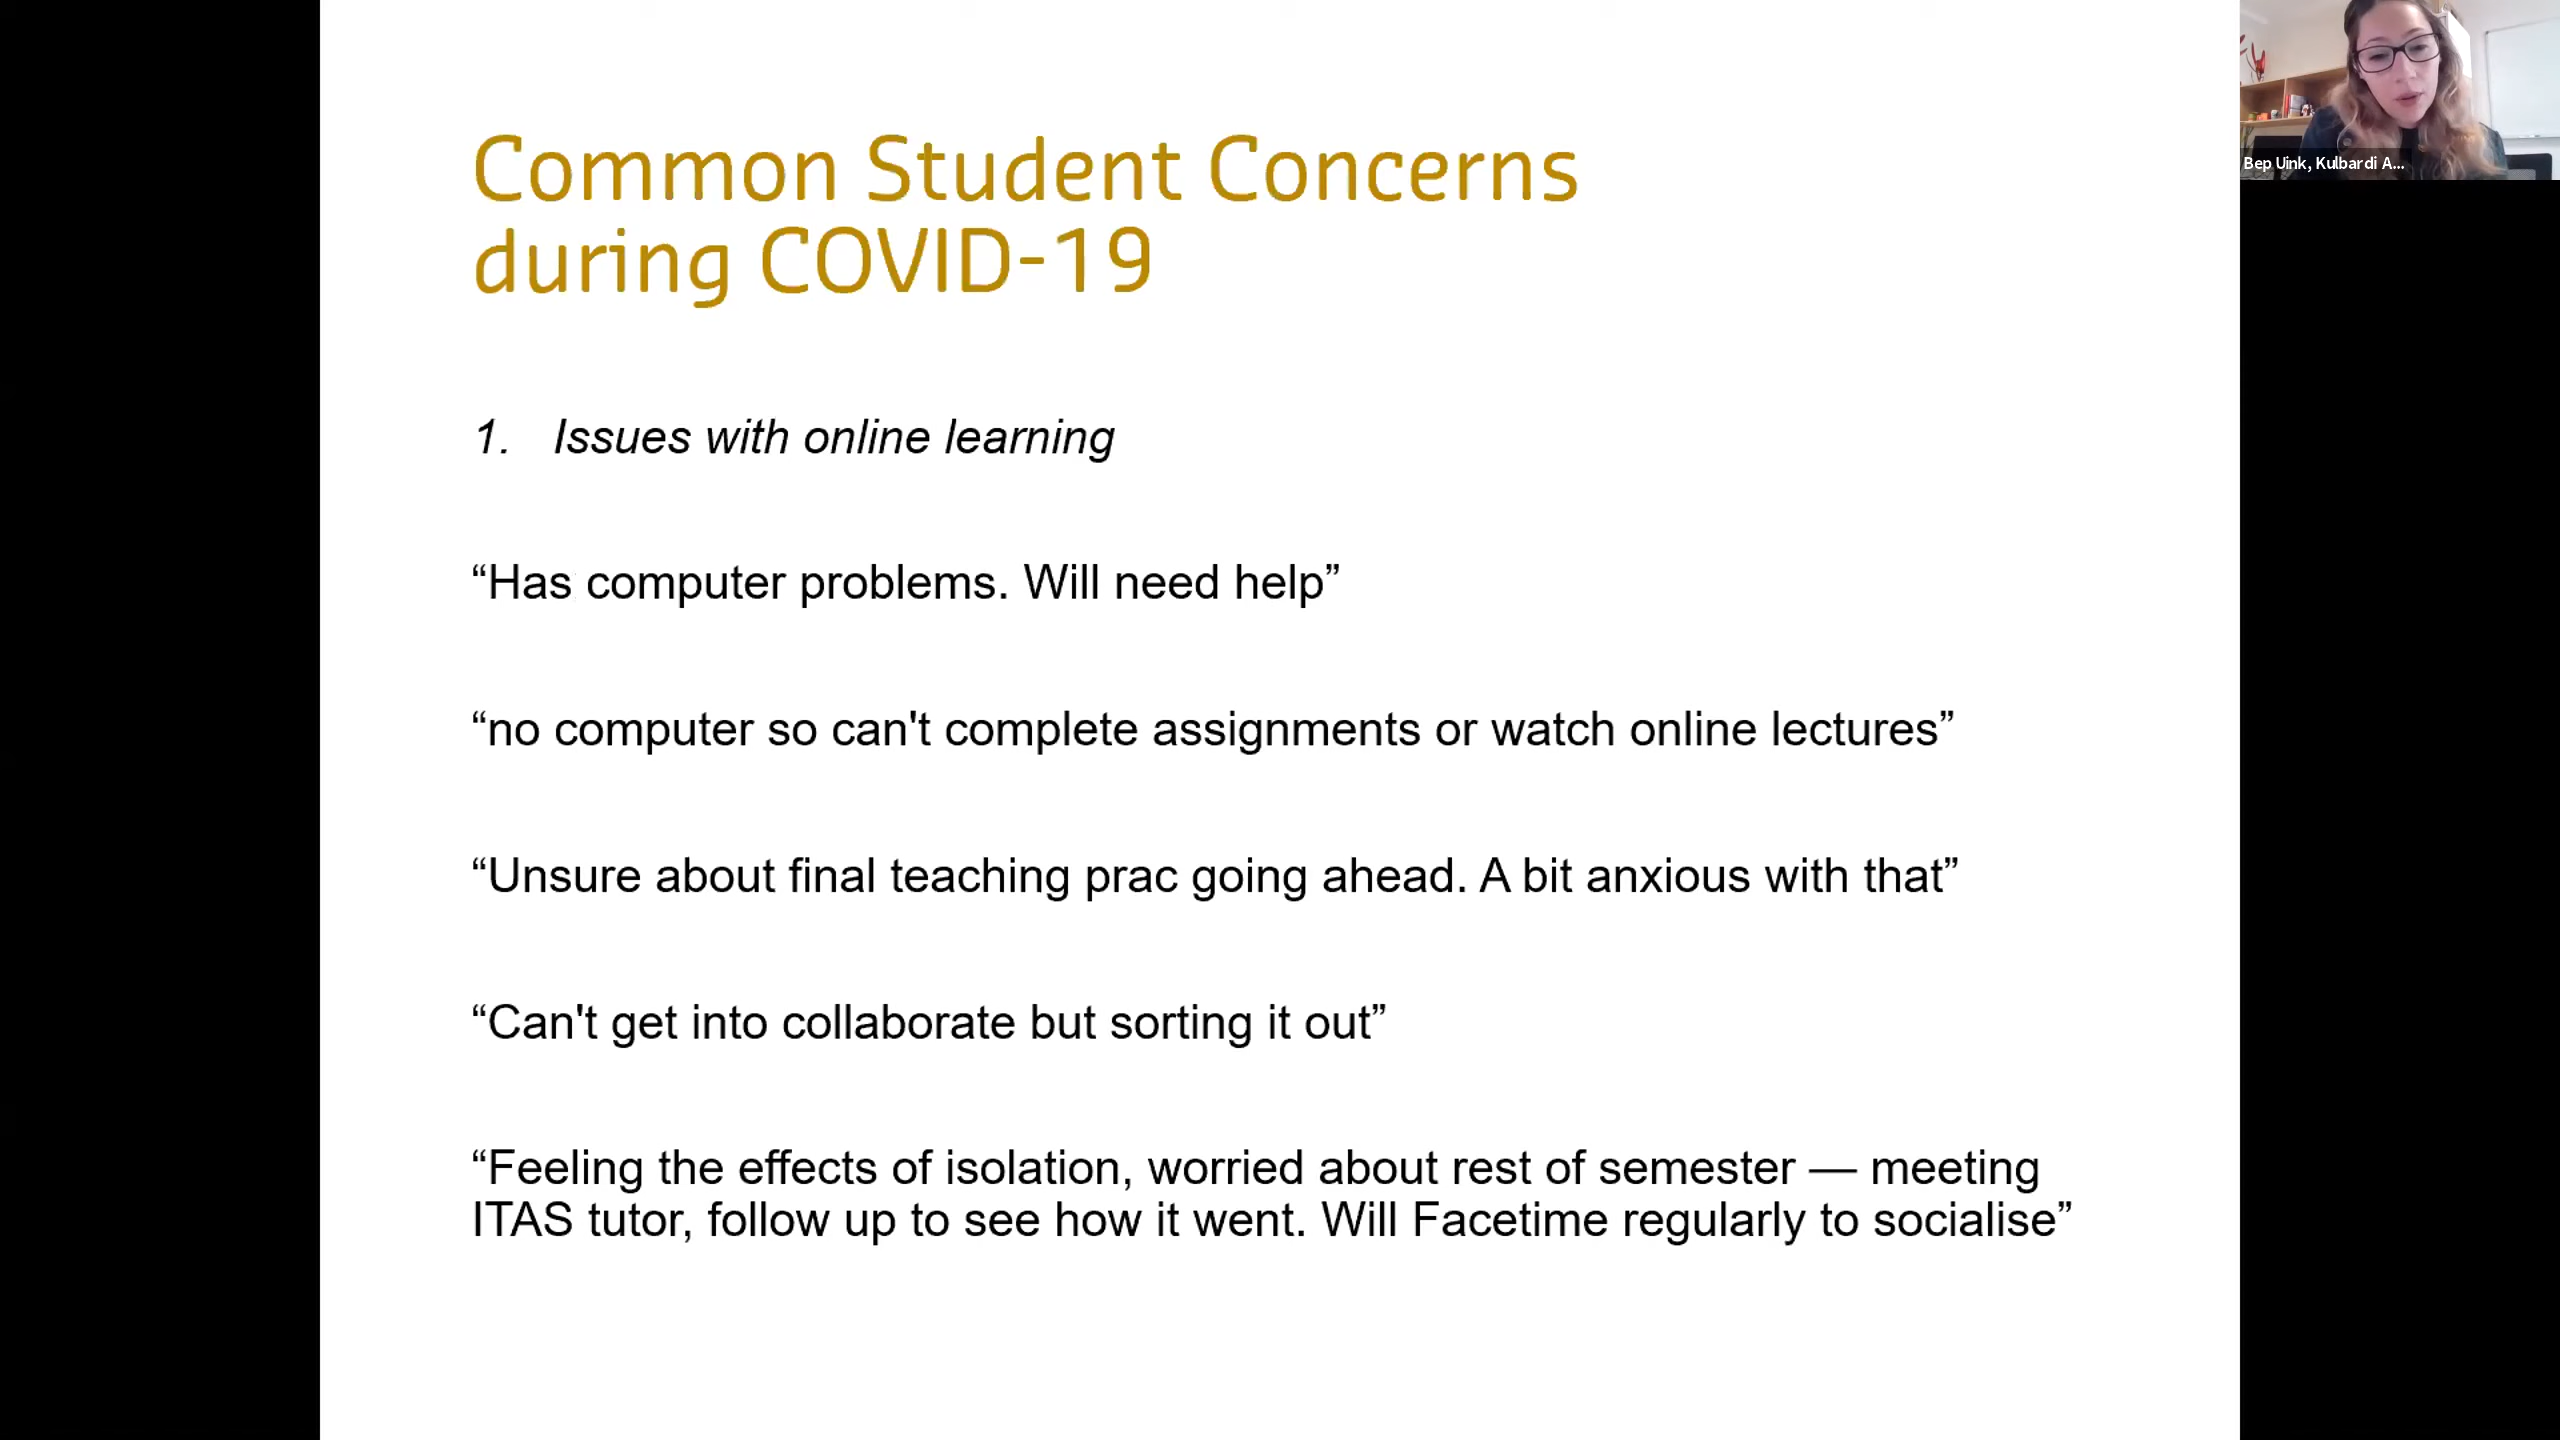 Common Student Concerns
during COVID-19
1. Issues with online learning
“Has computer problems. Will need help”
“no computer so can't complete assignments or watch online lectures”
“Unsure about final teaching prac going ahead. A bit anxious with that”
“Can't get into collaborate but sorting it out”
“Feeling the effects of isolation, worried about rest of semester — meeting
ITAS tutor, follow up to see how it went. Will Facetime regularly to socialise”
Bep Uink, Kulbardi A...